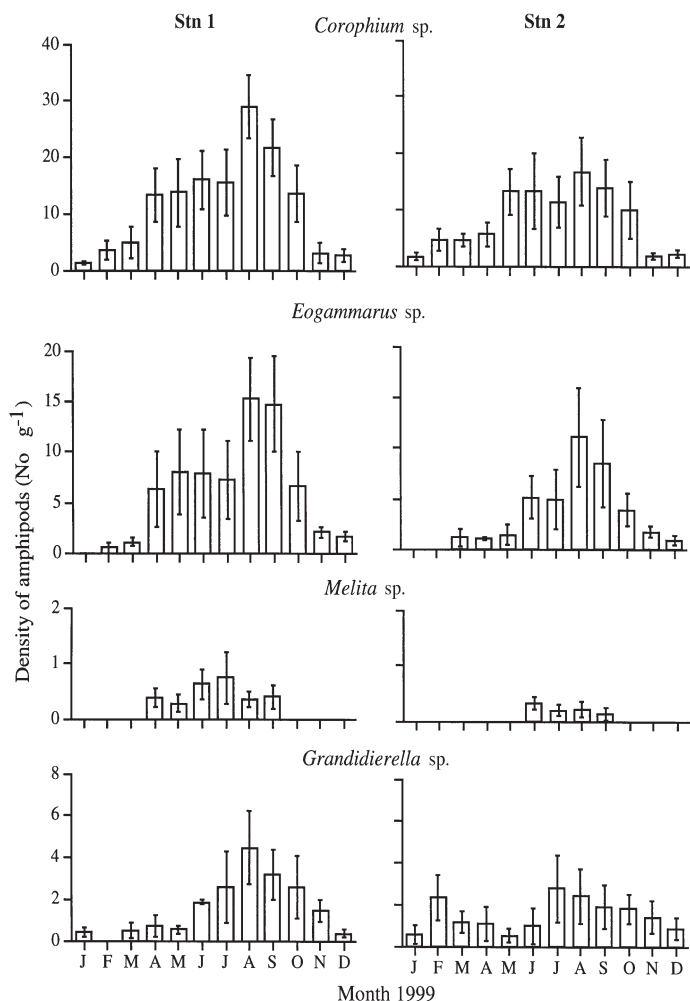 Stn 1 Stn 2
Corophium sp.
40
30
20
10
0
Eogammarus sp.
20
15
10
5
0
Melita sp.
2
1
0
Grandidierella sp.
8
6
4
2
0
J F M A M J J A S O N D J F M A M J J A S O N D
Month 1999
Density of amphipods (No g-1)